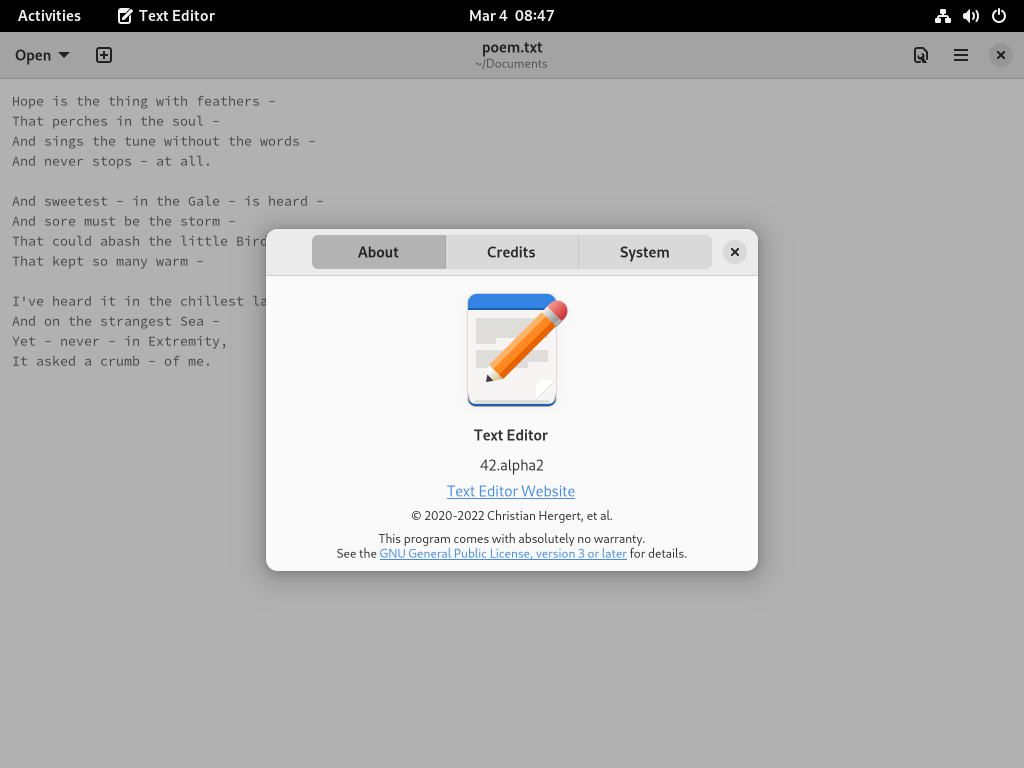 Activities Text Editor Mar 4 08:47
Open poem.txt
~/Documents
Hope is the thing with feathers –
That perches in the soul –
And sings the tune without the words –
And never stops – at all.
And sweetest – in the Gale – is heard –
And sore must be the storm –
That could abash the little Bird
That kept so many warm –
I've heard it in the chillest la
And on the strangest Sea –
Yet – never – in Extremity,
It asked a crumb – of me.
About Credits System
Text Editor
42.alpha2
Text Editor Website
© 2020-2022 Christian Hergert, et al.
This program comes with absolutely no warranty.
See the GNU General Public License, version 3 or later for details.